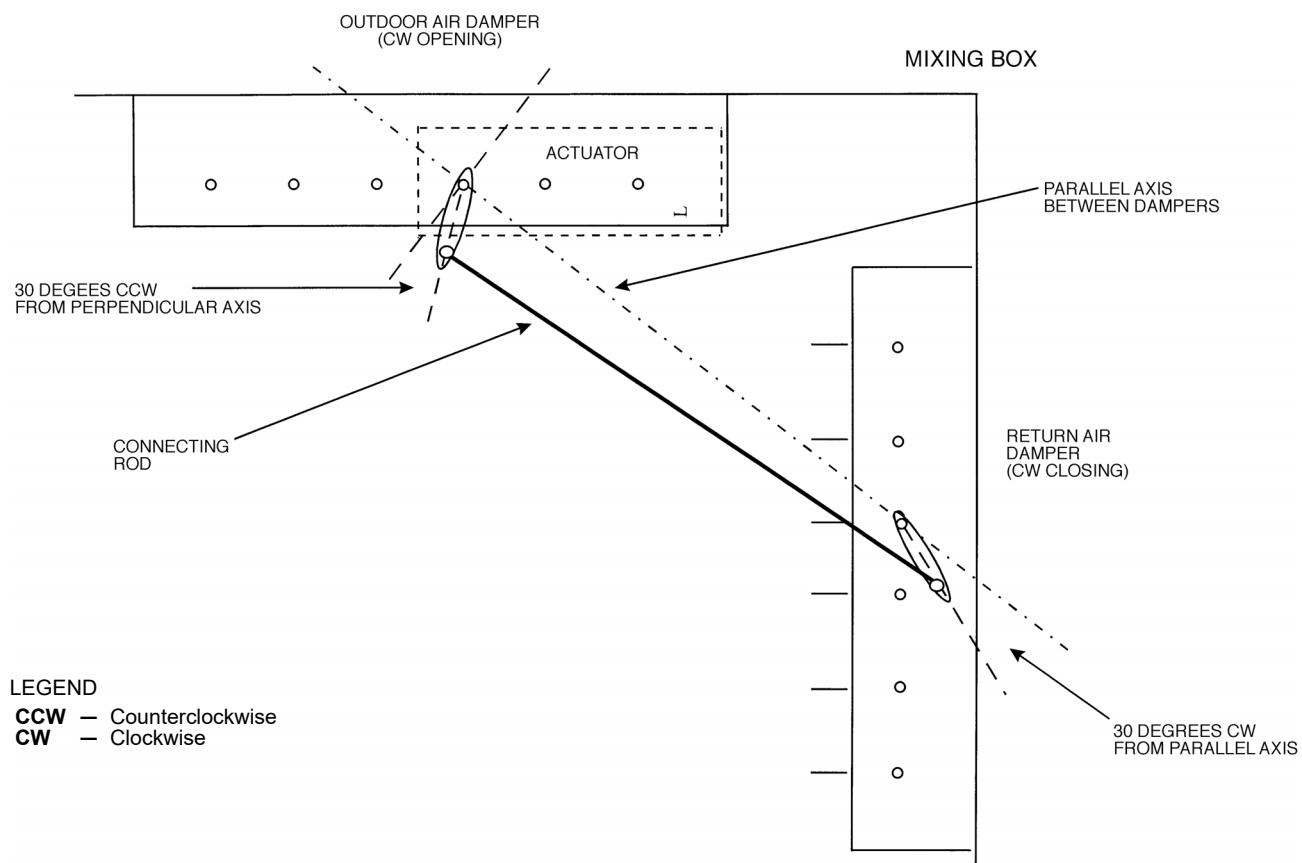 OUTDOOR AIR DAMPER
(CW OPENING)
MIXING BOX
ACTUATOR
L
PARALLEL AXIS
BETWEEN DAMPERS
30 DEGEES CCW
FROM PERPENDICULAR AXIS
CONNECTING
ROD
RETURN AIR
DAMPER
(CW CLOSING)
LEGEND
CCW — Counterclockwise
CW — Clockwise
30 DEGREES CW
FROM PARALLEL AXIS